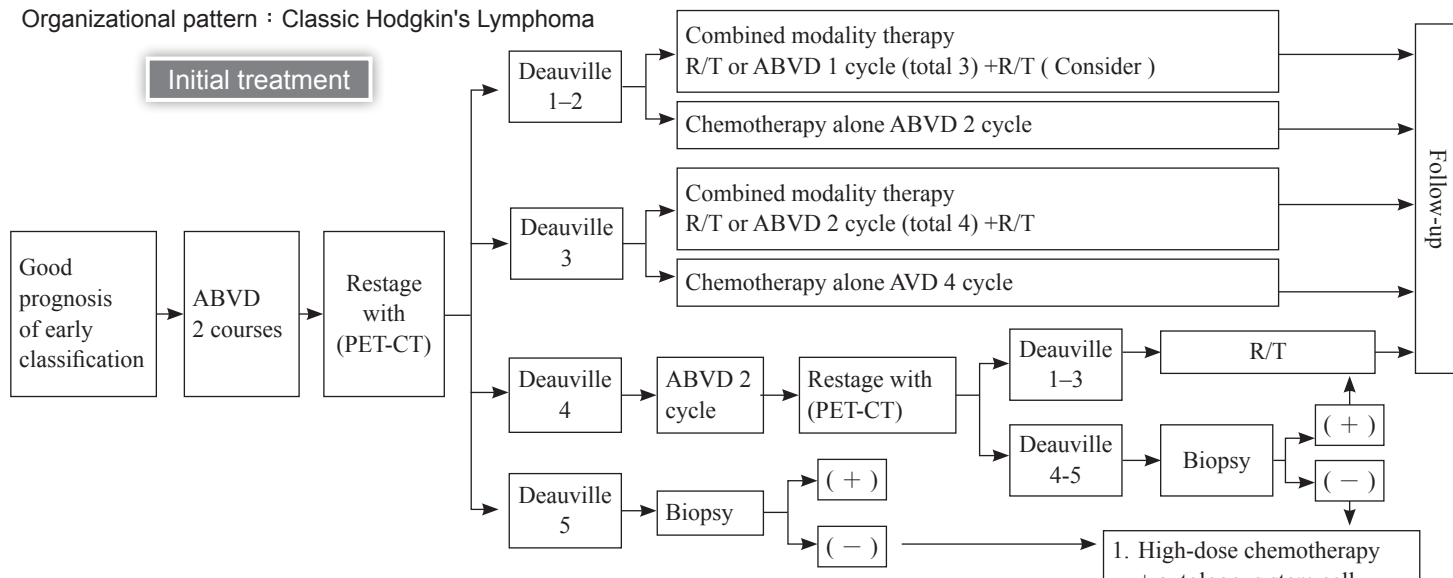 Organizational pattern：Classic Hodgkin's Lymphoma
Initial treatment
Good
prognosis
of early
classification
ABVD
2 courses
Restage
with
(PET-CT)
Deauville
1–2
Combined modality therapy
R/T or ABVD 1 cycle (total 3) +R/T ( Consider )
Chemotherapy alone ABVD 2 cycle
Deauville
3
Combined modality therapy
R/T or ABVD 2 cycle (total 4) +R/T
Chemotherapy alone AVD 4 cycle
Deauville
4
ABVD 2
cycle
Restage with
(PET-CT)
Deauville
1–3
R/T
Deauville
4-5
Biopsy
( + )
( − )
Deauville
5
Biopsy
( + )
( − )
1. High-dose chemotherapy
Follow-up